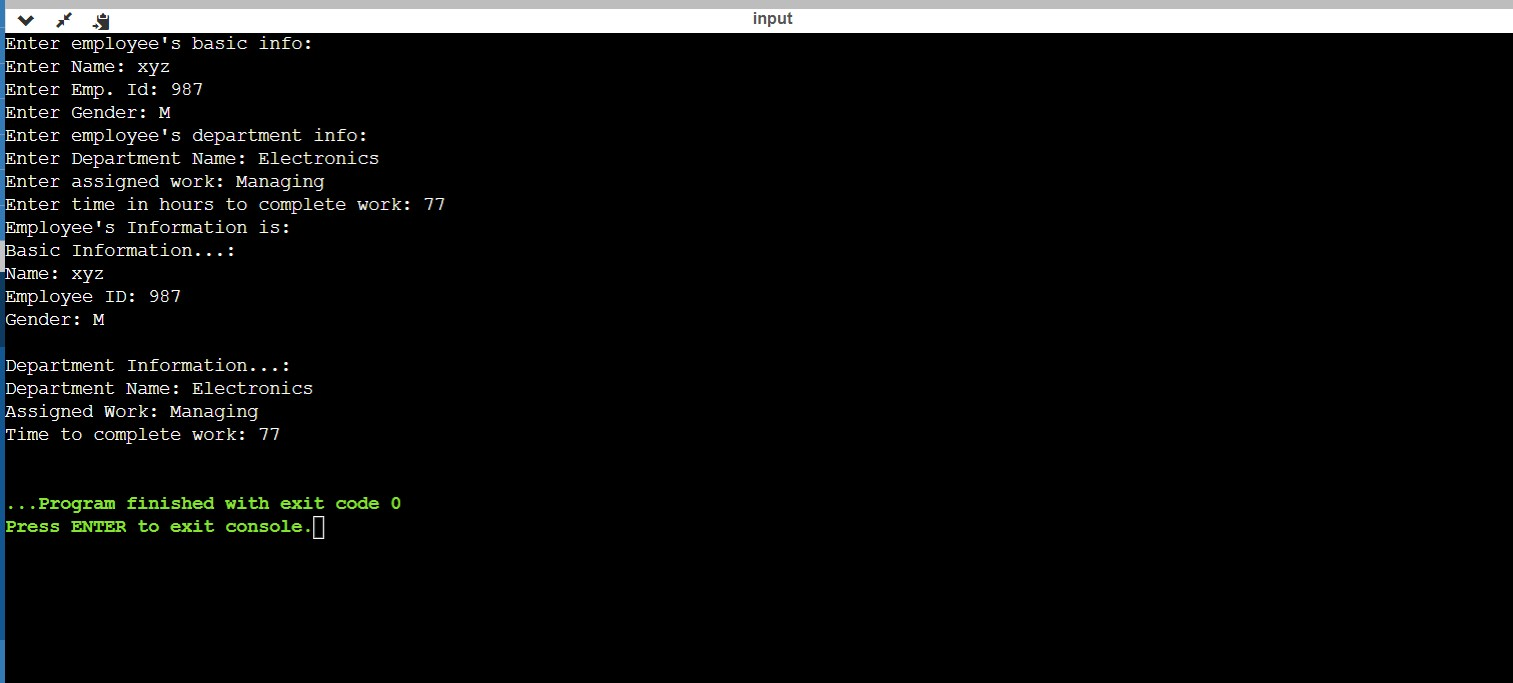 input
Enter employee's basic info:
Enter Name: xyz
Enter Emp. Id: 987
Enter Gender: M
Enter employee's department info:
Enter Department Name: Electronics
Enter assigned work: Managing
Enter time in hours to complete work: 77
Employee's Information is:
Basic Information...:
Name: xyz
Employee ID: 987
Gender: M
Department Information...:
Department Name: Electronics
Assigned Work: Managing
Time to complete work: 77
...Program finished with exit code 0
Press ENTER to exit console.